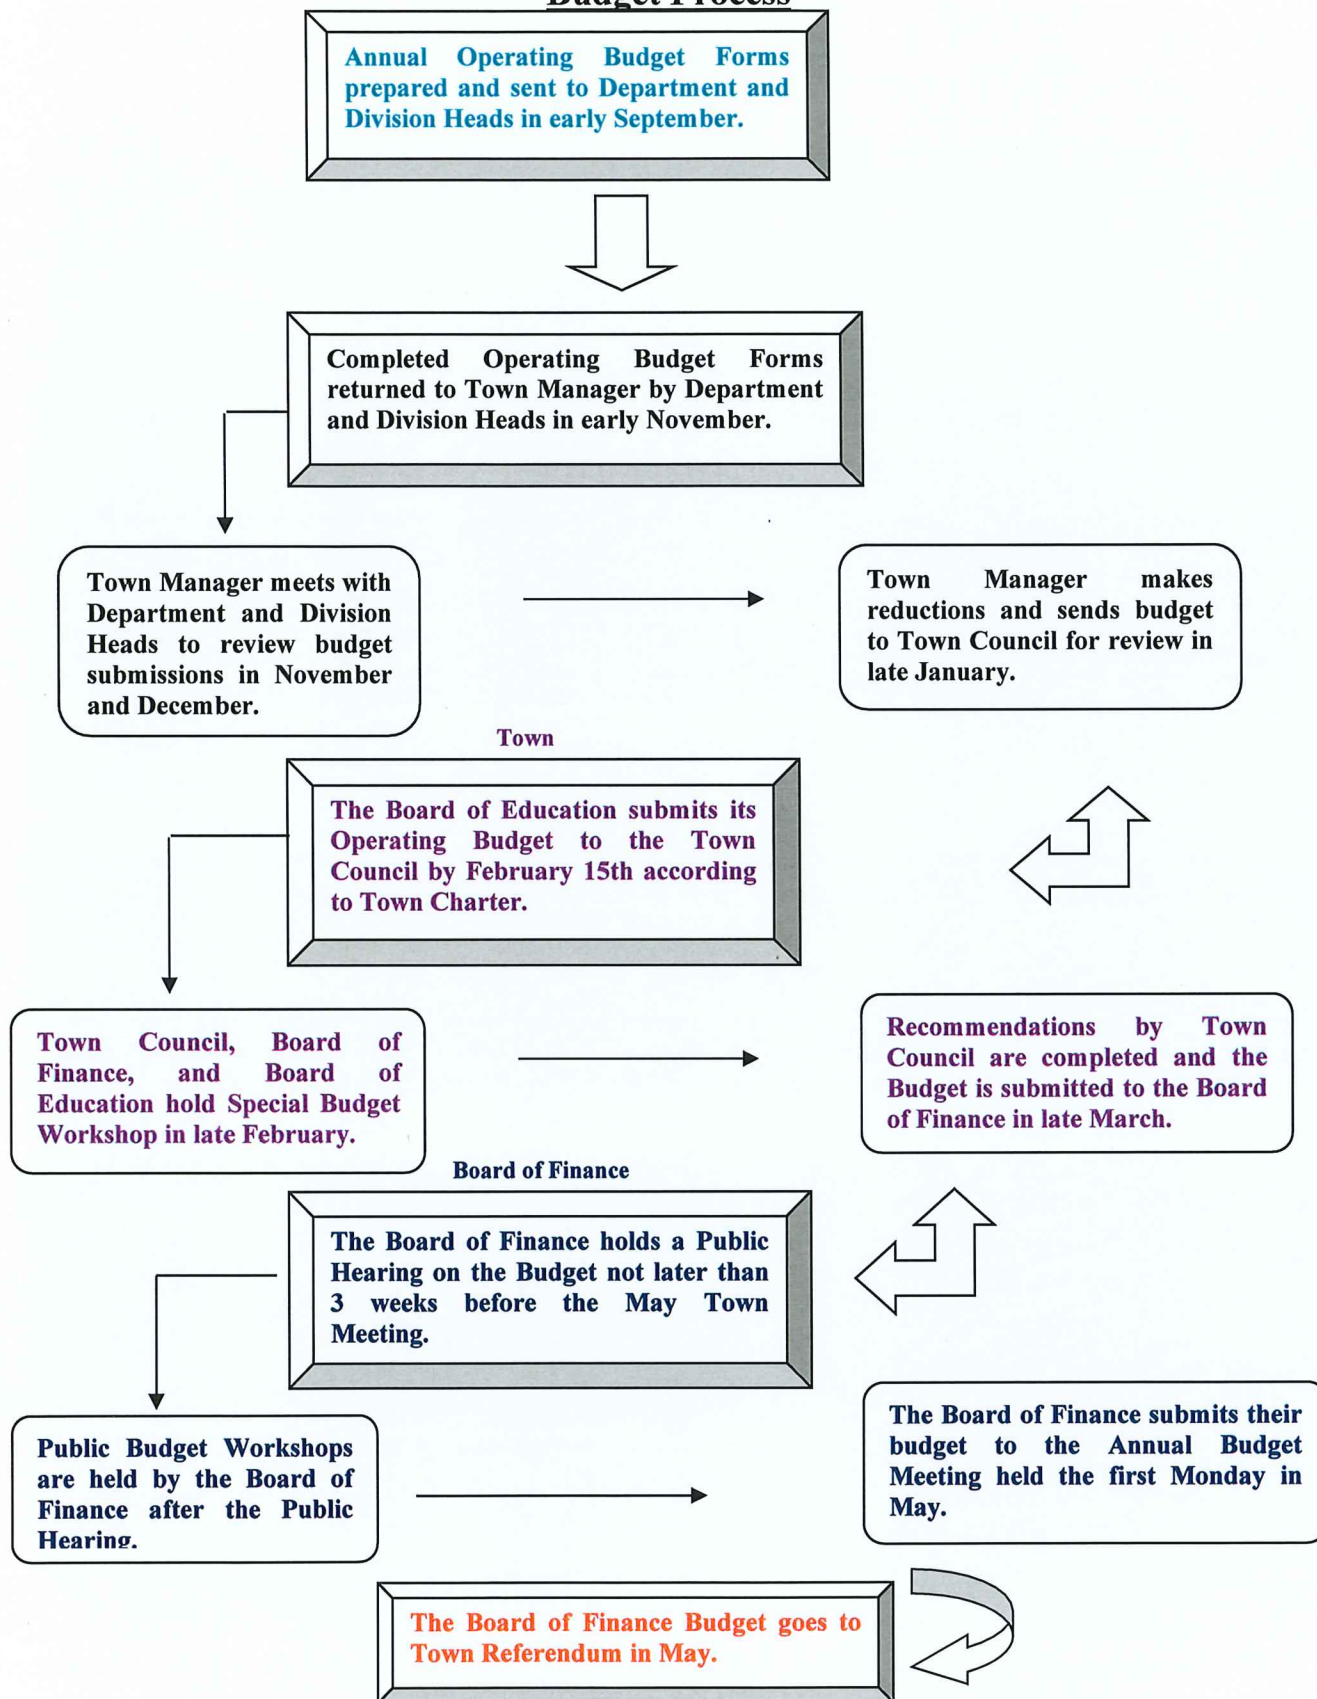 Budget Process
Annual Operating Budget Forms
prepared and sent to Department and
Division Heads in early September.
Completed Operating Budget Forms
returned to Town Manager by Department
and Division Heads in early November.
Town Manager meets with
Department and Division
Heads to review budget
submissions in November
and December.
Town Manager makes
reductions and sends budget
to Town Council for review in
late January.
Town
The Board of Education submits its
Operating Budget to the Town
Council by February 15th according
to Town Charter.
Town Council, Board of
Finance, and Board of
Education hold Special Budget
Workshop in late February.
Recommendations by Town
Council are completed and the
Budget is submitted to the Board
of Finance in late March.
Board of Finance
The Board of Finance holds a Public
Hearing on the Budget not later than
3 weeks before the May Town
Meeting.
Public Budget Workshops
are held by the Board of
Finance after the Public
Hearing.
The Board of Finance submits their
budget to the Annual Budget
Meeting held the first Monday in
May.
The Board of Finance Budget goes to
Town Referendum in May.